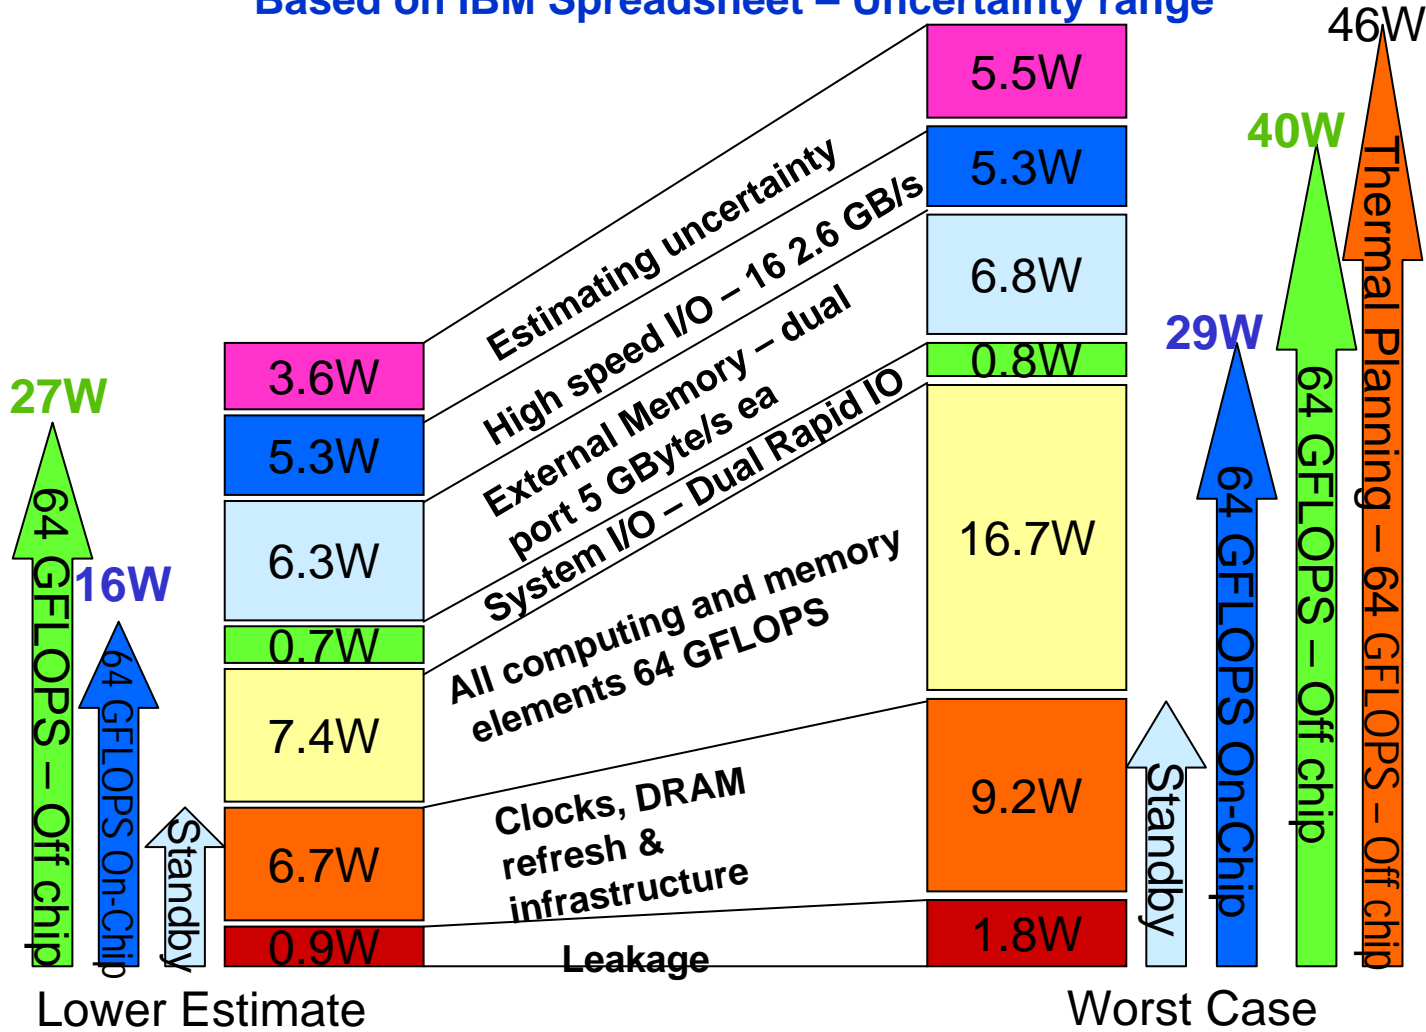 Based on IBM Spreadsheet – Uncertainty range
46W
5.5W
40W
5.3W
Estimating uncertainty
High speed I/O – 16 2.6 GB/s
6.8W
External Memory – dual
port 5 GByte/s ea
29W
0.8W
3.6W
27W
System I/O – Dual Rapid IO
5.3W
16.7W
6.3W
16W
All computing and memory
elements 64 GFLOPS
0.7W
7.4W
Clocks, DRAM
refresh &
infrastructure
9.2W
6.7W
0.9W
Leakage
1.8W
64 GFLOPS – Off chip
64 GFLOPS On-Chip
Standby
Standby
64 GFLOPS On-Chip
64 GFLOPS – Off chip
Thermal Planning – 64 GFLOPS – Off chip
Lower Estimate
Worst Case